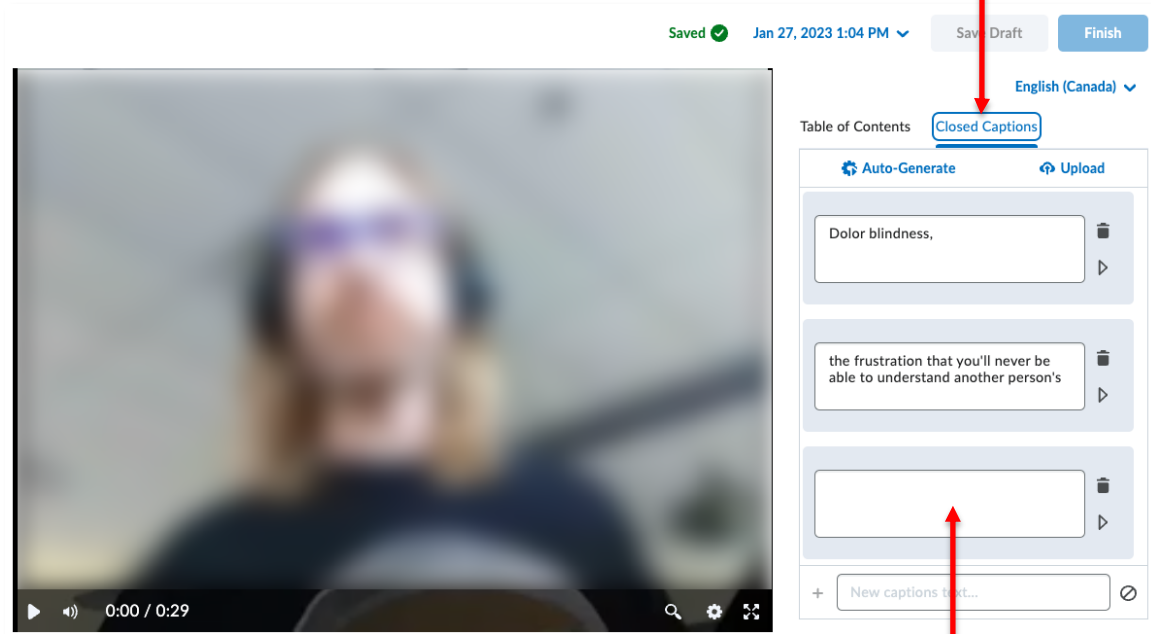 Saved
Jan 27, 2023 1:04 PM
Save Draft
Finish
English (Canada)
Table of Contents
Closed Captions
Auto-Generate
Upload
Dolor blindness,
the frustration that you'll never be
able to understand another person's
New captions text...
0:00 / 0:29